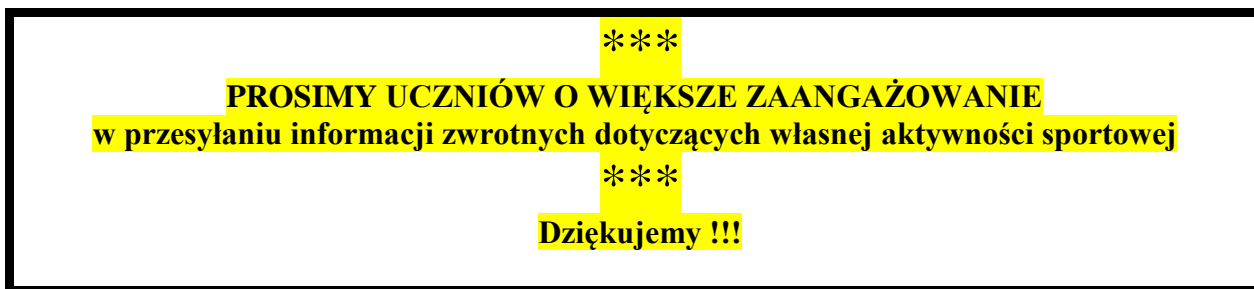 ***
PROSIMY UCZNIÓW O WIĘKSZE ZAANGAŻOWANIE
w przesyłaniu informacji zwrotnych dotyczących własnej aktywności sportowej
***
Dziękujemy !!!